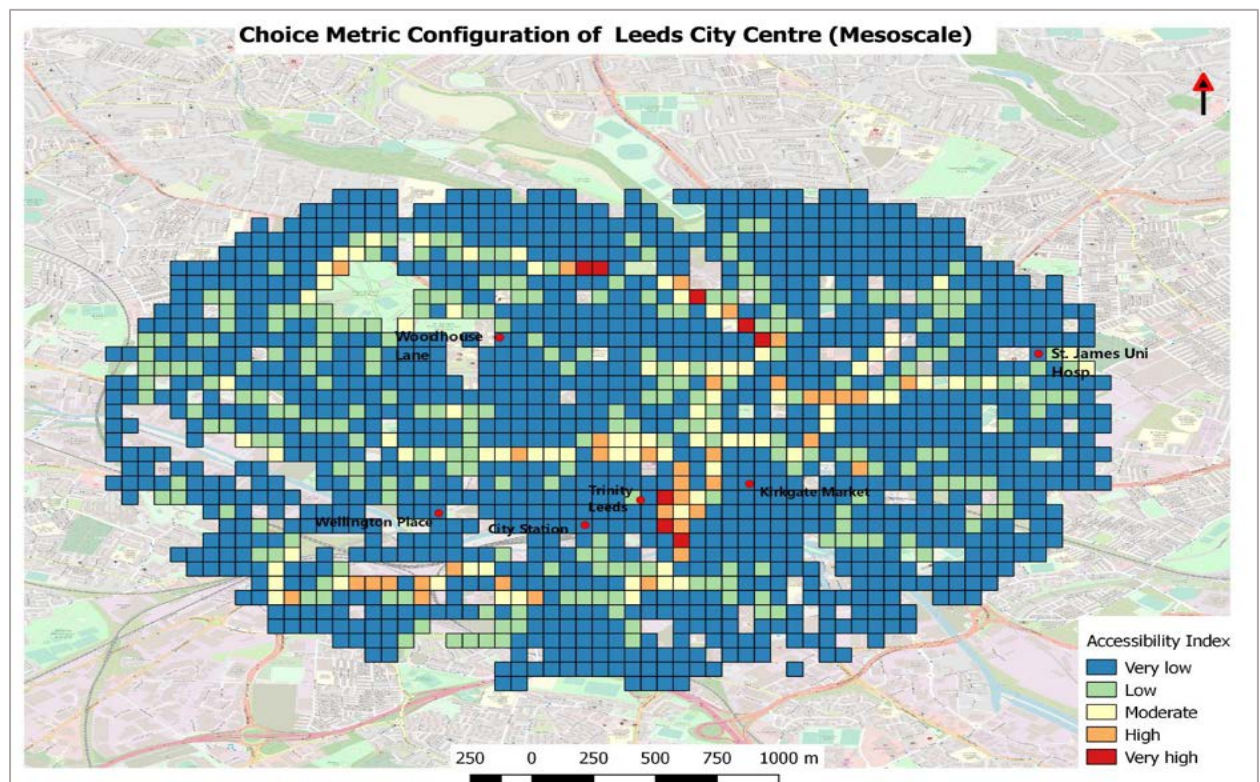 Choice Metric Configuration of Leeds City Centre (Mesoscale)
Woodhouse
Lane
St. James Uni
Hosp
Trinity
Leeds
Kirkgate Market
Wellington Place
City Station
Accessibility Index
Very low
Low
Moderate
High
Very high
250 0 250 500 750 1000 m